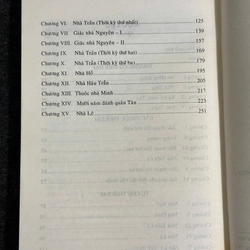 Chương VI. Nhà Trần (Thời kỳ thứ nhất) 125
Chương VII. Giặc nhà Nguyên – I 139
Chương VIII. Giặc nhà Nguyên – II 157
Chương IX. Nhà Trần (Thời kỳ thứ hai) 169
Chương X. Nhà Trần (Thời kỳ thứ ba) 179
Chương XI. Nhà Hồ 195
Chương XII. Nhà Hậu Trần 205
Chương XIII. Thuộc nhà Minh 217
Chương XIV. Mười năm đánh quân Tàu 223
Chương XV. Nhà Lê 251